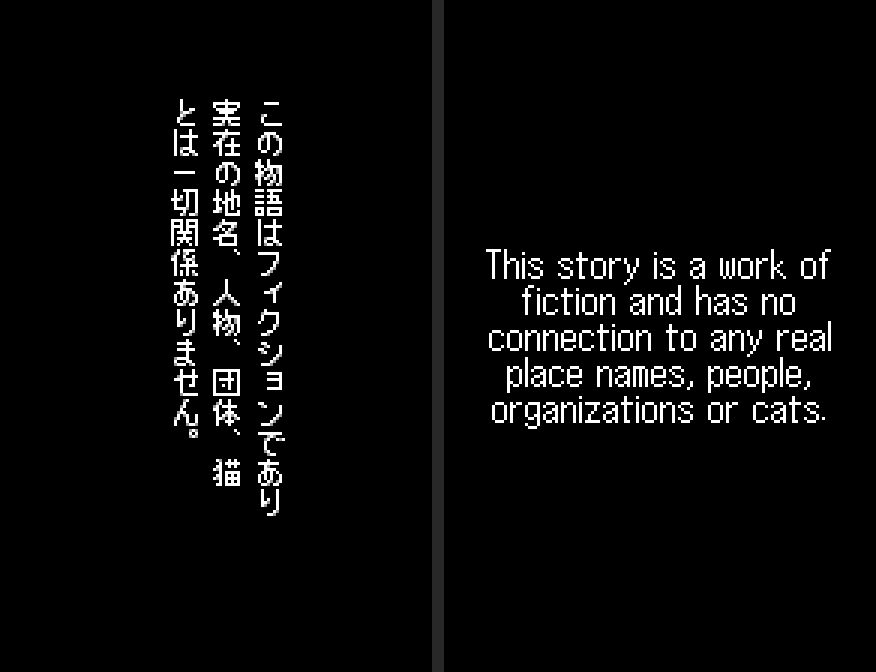 この物語はフィクションであり
実在の地名、人物、団体、猫
とは一切関係ありません。
This story is a work of
fiction and has no
connection to any real
place names, people,
organizations or cats.